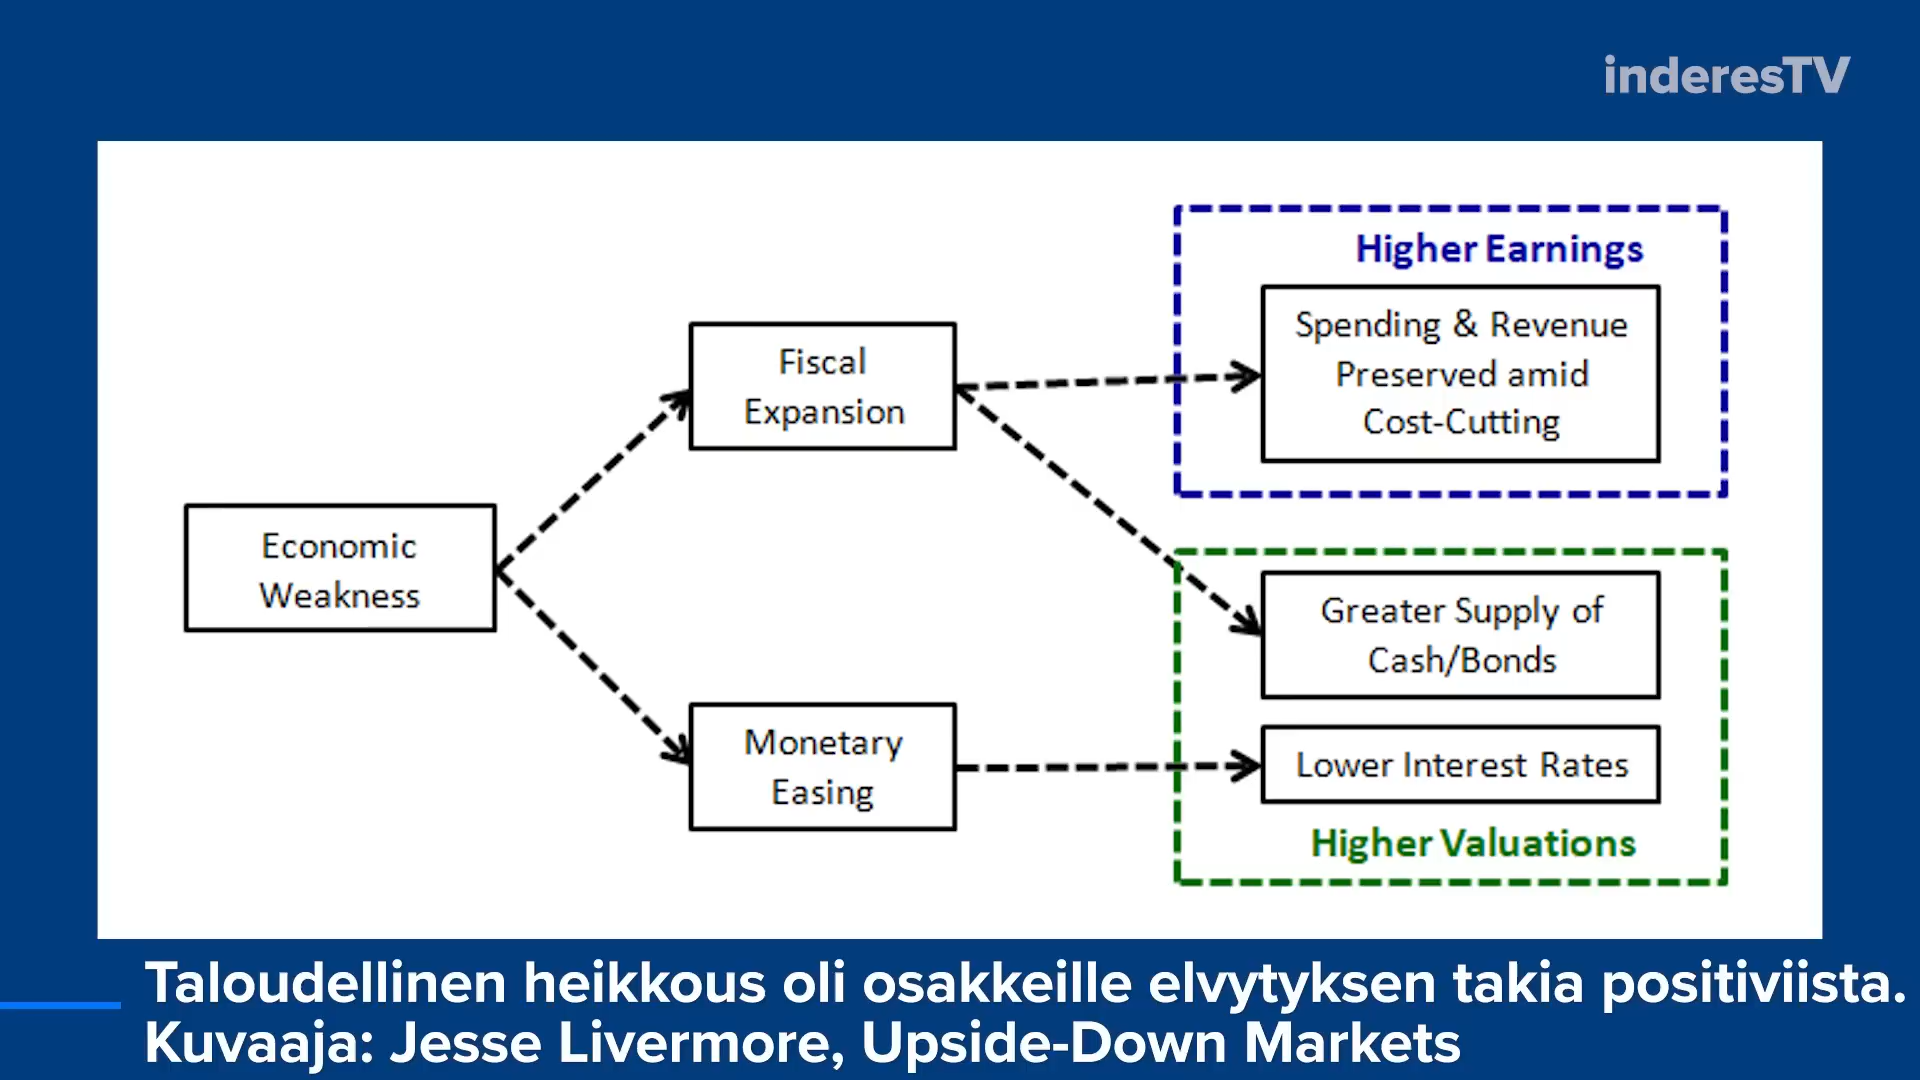 inderesTV
Higher Earnings
Spending & Revenue
Preserved amid
Cost-Cutting
Fiscal
Expansion
Economic
Weakness
Greater Supply of
Cash/Bonds
Monetary
Easing
Lower Interest Rates
Higher Valuations
Taloudellinen heikkous oli osakkeille elvytyksen takia positiviista.
Kuvaaja: Jesse Livermore, Upside-Down Markets